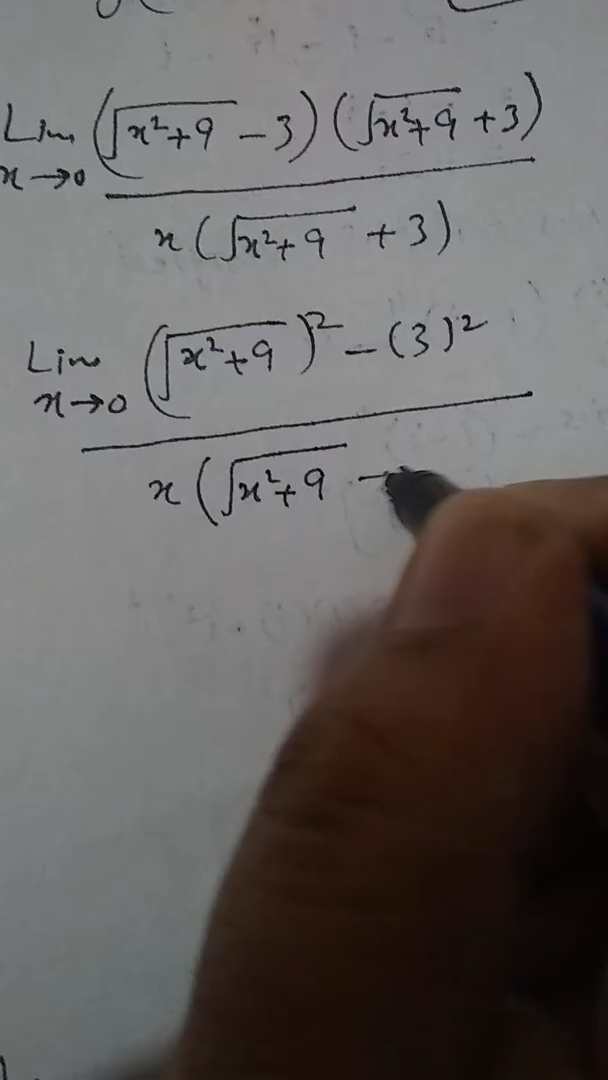 Lim x→0 (√x²+9 - 3) (√x²+9 + 3)
x (√x²+9 + 3)
Lim x→0 (√x²+9)² - (3)²
x (√x²+9 -